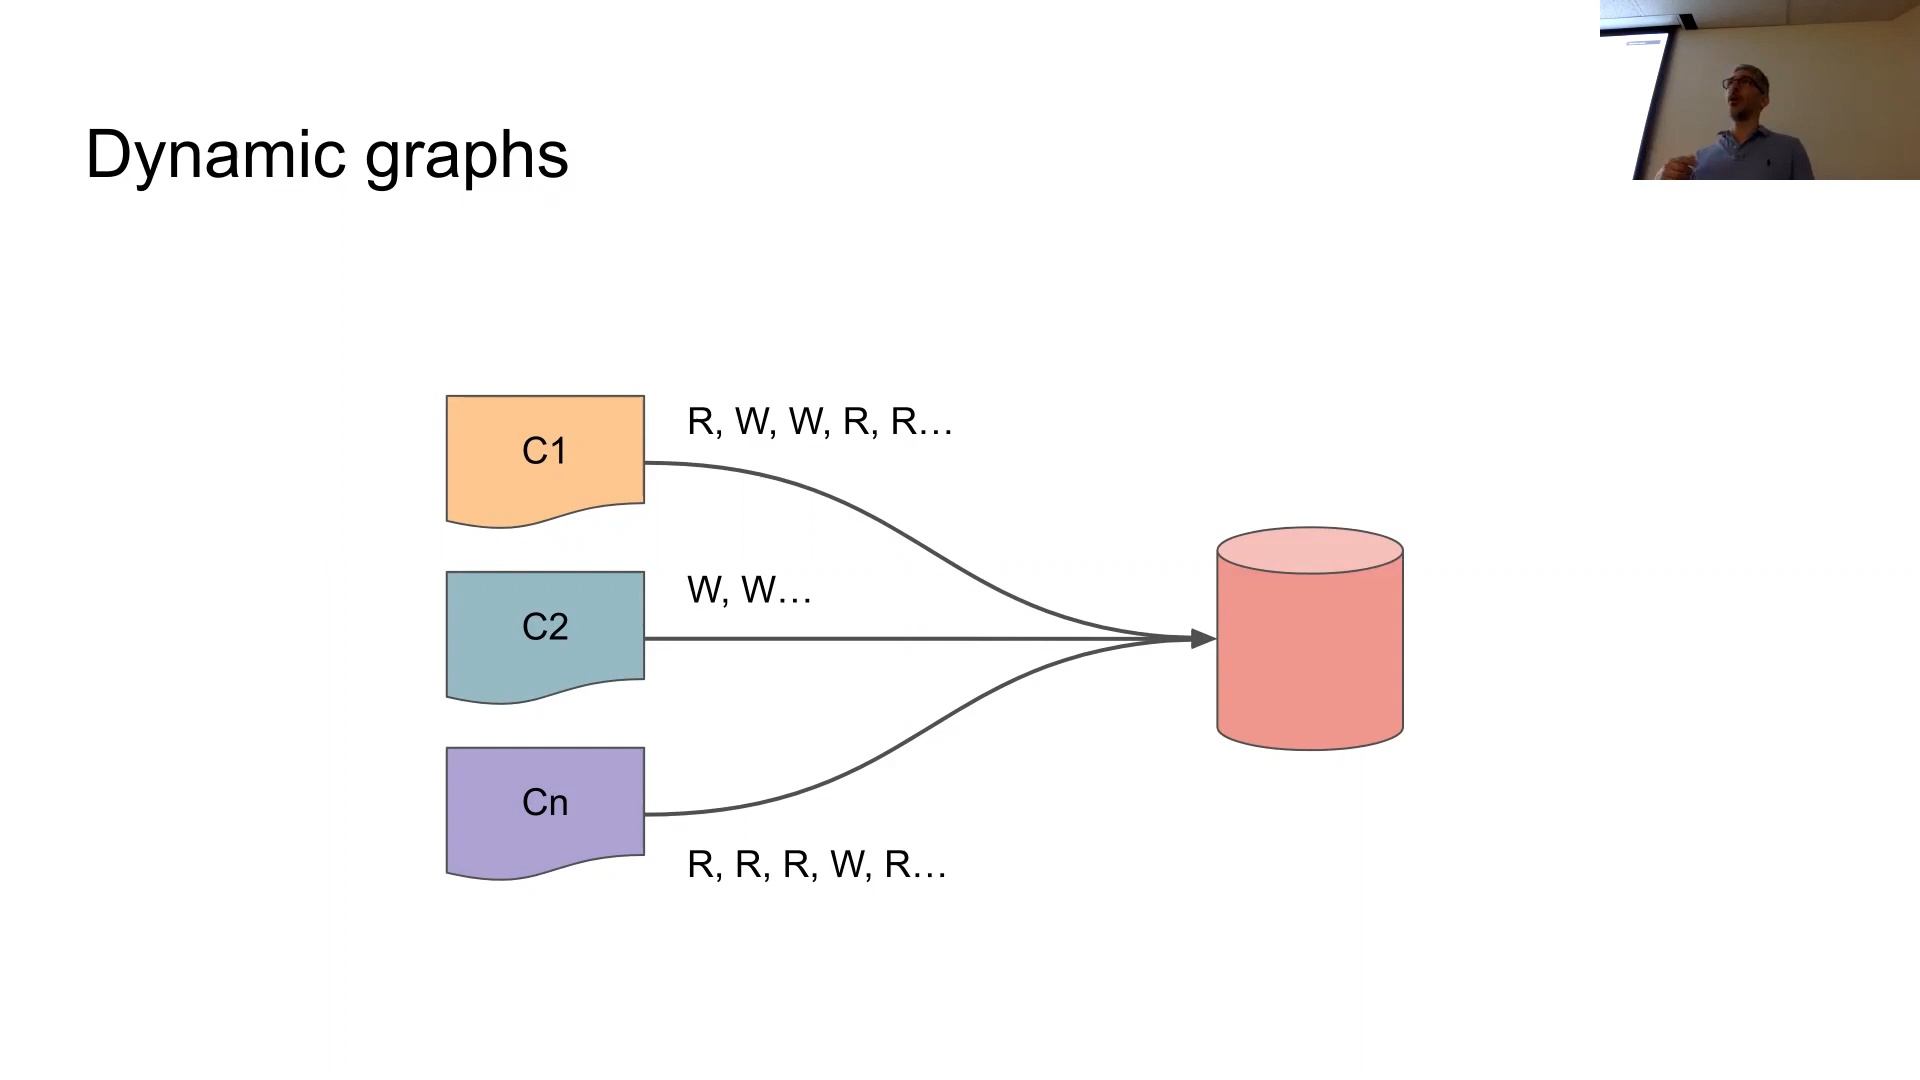 Dynamic graphs
C1
R, W, W, R, R…
C2
W, W…
Cn
R, R, R, W, R…